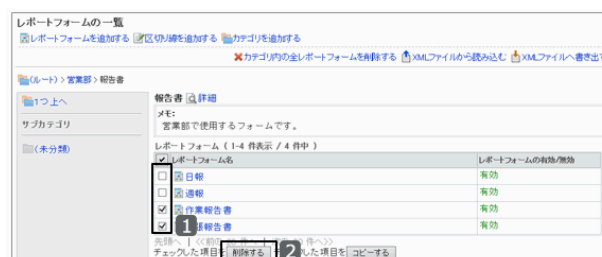 レポートフォームの一覧
レポートフォームを追加する 区切り線を追加する カテゴリを追加する
カテゴリ内の全レポートフォームを削除する XMLファイルから読み込む XMLファイルへ書き出す
(ルート) > 営業部 > 報告書
1つ上へ
サブカテゴリ
(未分類)
報告書 詳細
メモ:
営業部で使用するフォームです。
レポートフォーム ( 1-4 件表示 / 4 件中 )
レポートフォーム名 レポートフォームの有効/無効
日報 有効
週報 有効
作業報告書 有効
張報告書 有効
1
先頭へ | <<前の 件へ | 件へ>>
チェックした項目を 削除する 2 した項目を コピーする